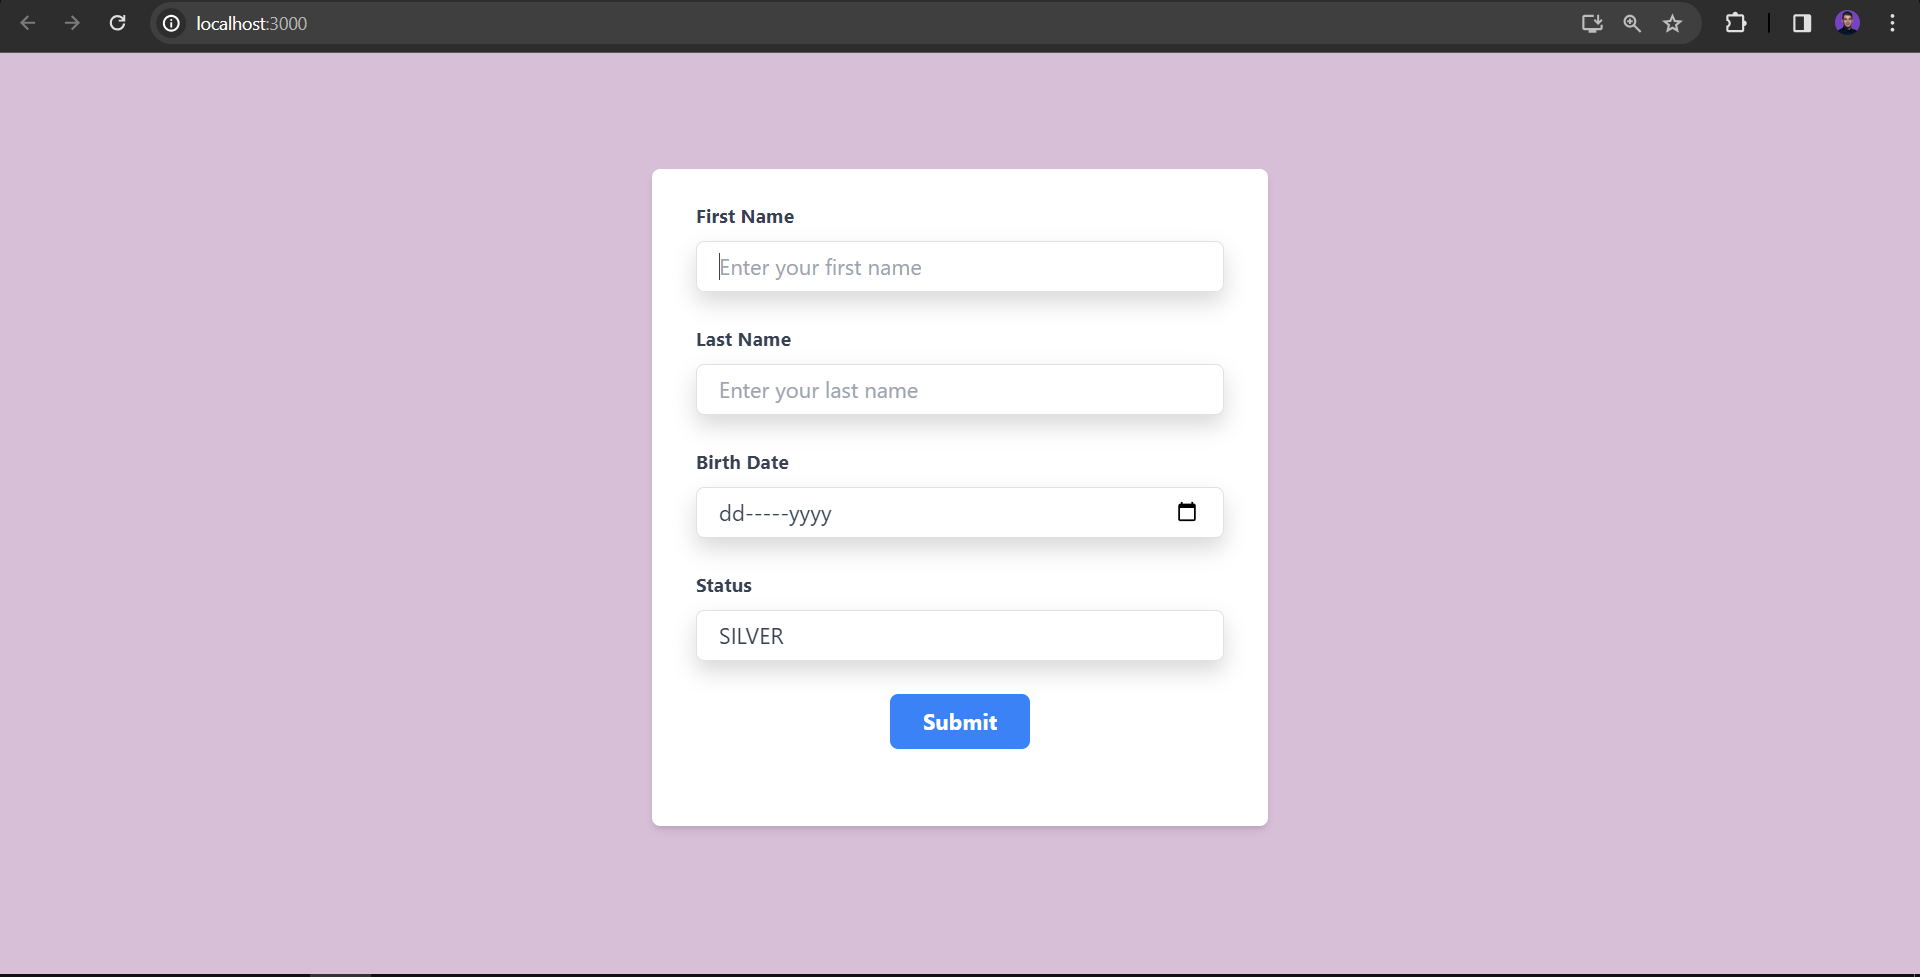 localhost:3000
First Name
Enter your first name
Last Name
Enter your last name
Birth Date
dd-----yyyy
Status
SILVER
Submit